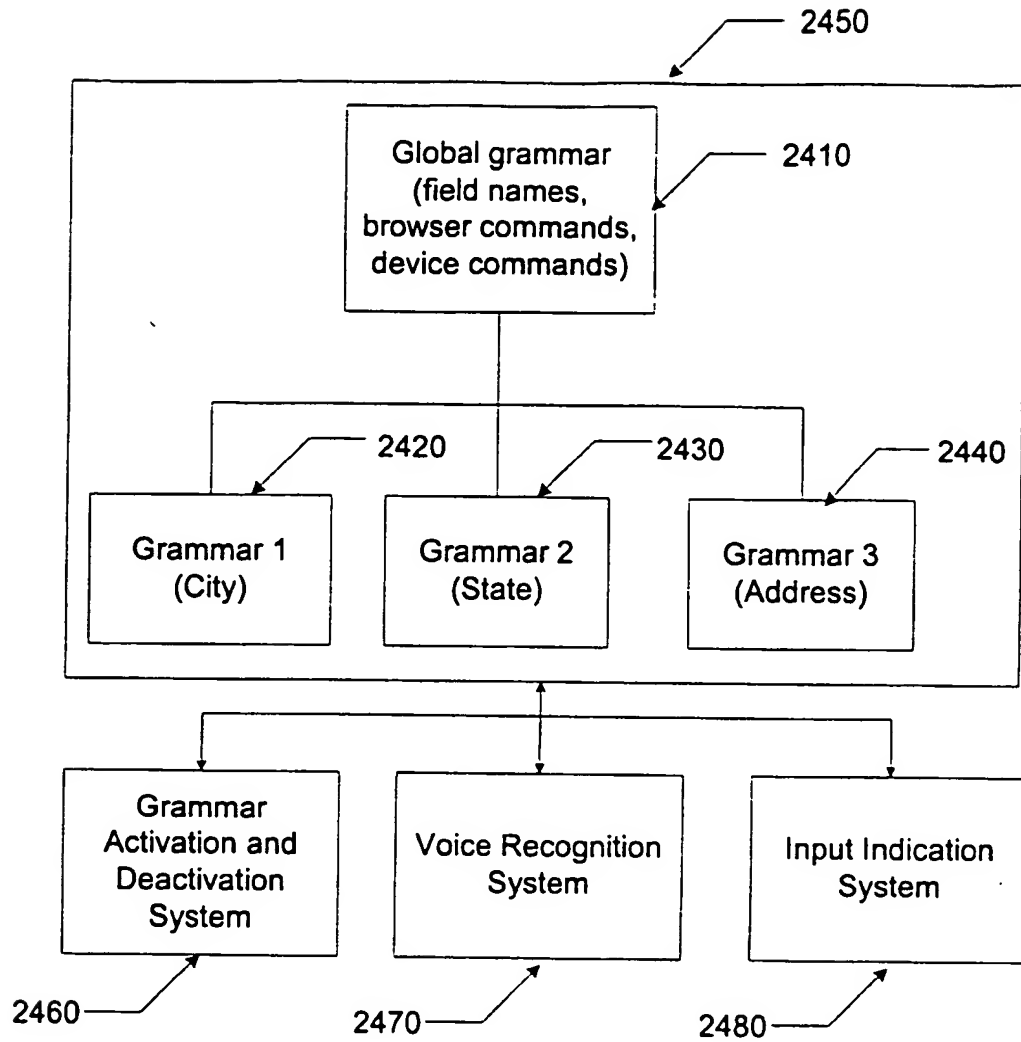 2450
Global grammar
(field names,
browser commands,
device commands)
2410
2420
2430
2440
Grammar 1
(City)
Grammar 2
(State)
Grammar 3
(Address)
Grammar
Activation and
Deactivation
System
Voice Recognition
System
Input Indication
System
2460
2470
2480